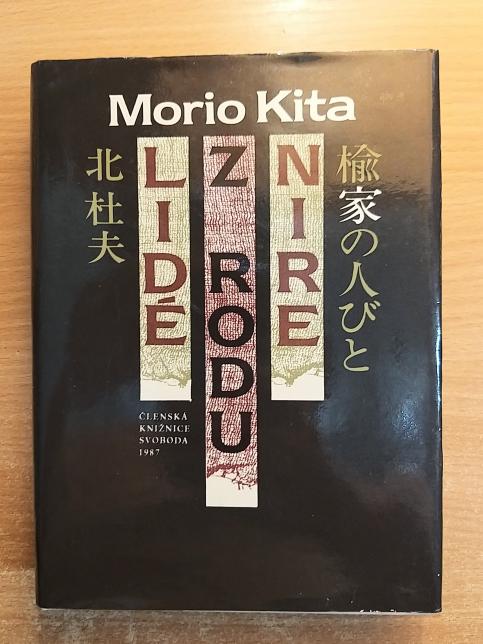 Morio Kita
LIDÉ
Z RODU
NIRE
楡家の人びと
北杜夫
ČLENSKÁ
KNIŽNICE
SVOBODA
1987